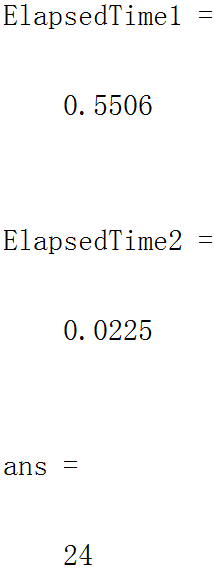 ElapsedTime1 =
0.5506
ElapsedTime2 =
0.0225
ans =
24